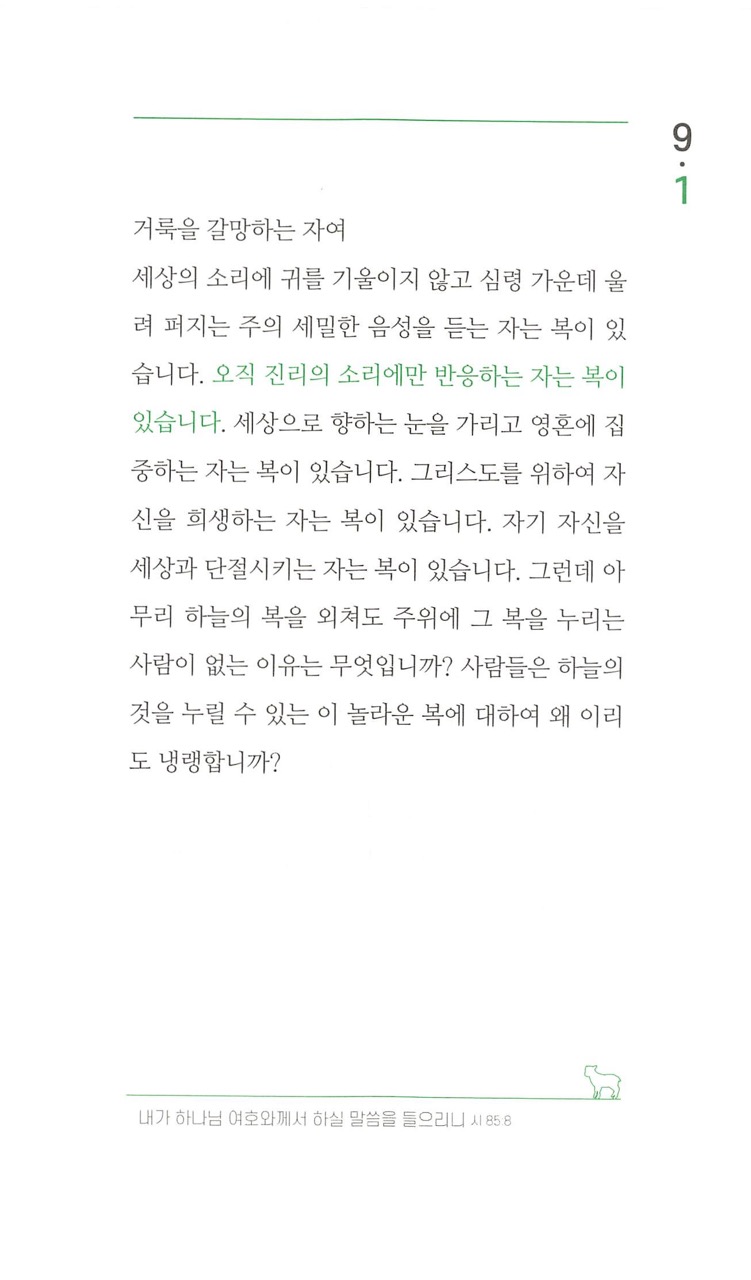 9
·
1
거룩을 갈망하는 자여
세상의 소리에 귀를 기울이지 않고 심령 가운데 울
려 퍼지는 주의 세밀한 음성을 듣는 자는 복이 있
습니다. 오직 진리의 소리에만 반응하는 자는 복이
있습니다. 세상으로 향하는 눈을 가리고 영혼에 집
중하는 자는 복이 있습니다. 그리스도를 위하여 자
신을 희생하는 자는 복이 있습니다. 자기 자신을
세상과 단절시키는 자는 복이 있습니다. 그런데 아
무리 하늘의 복을 외쳐도 주위에 그 복을 누리는
사람이 없는 이유는 무엇입니까? 사람들은 하늘의
것을 누릴 수 있는 이 놀라운 복에 대하여 왜 이리
도 냉랭합니까?
내가 하나님 여호와께서 하실 말씀을 들으리니 시 85:8